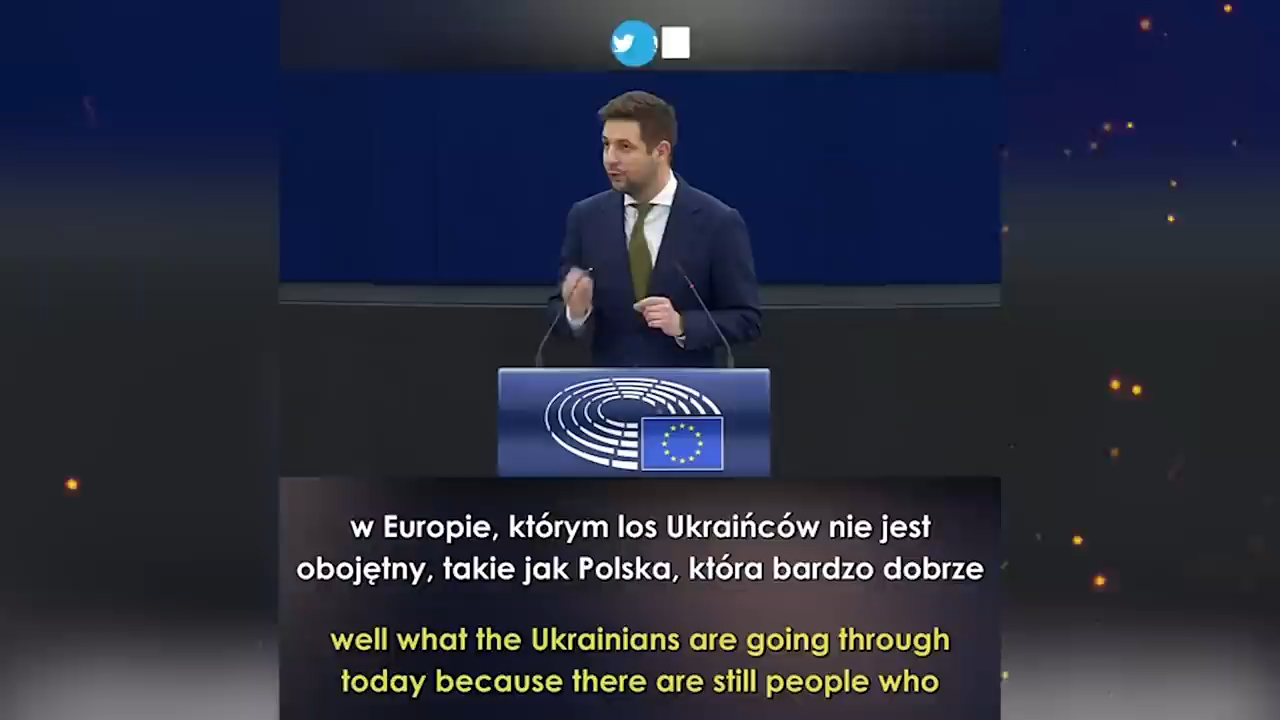 w Europie, którym los Ukraińców nie jest
obojętny, takie jak Polska, która bardzo dobrze
well what the Ukrainians are going through
today because there are still people who